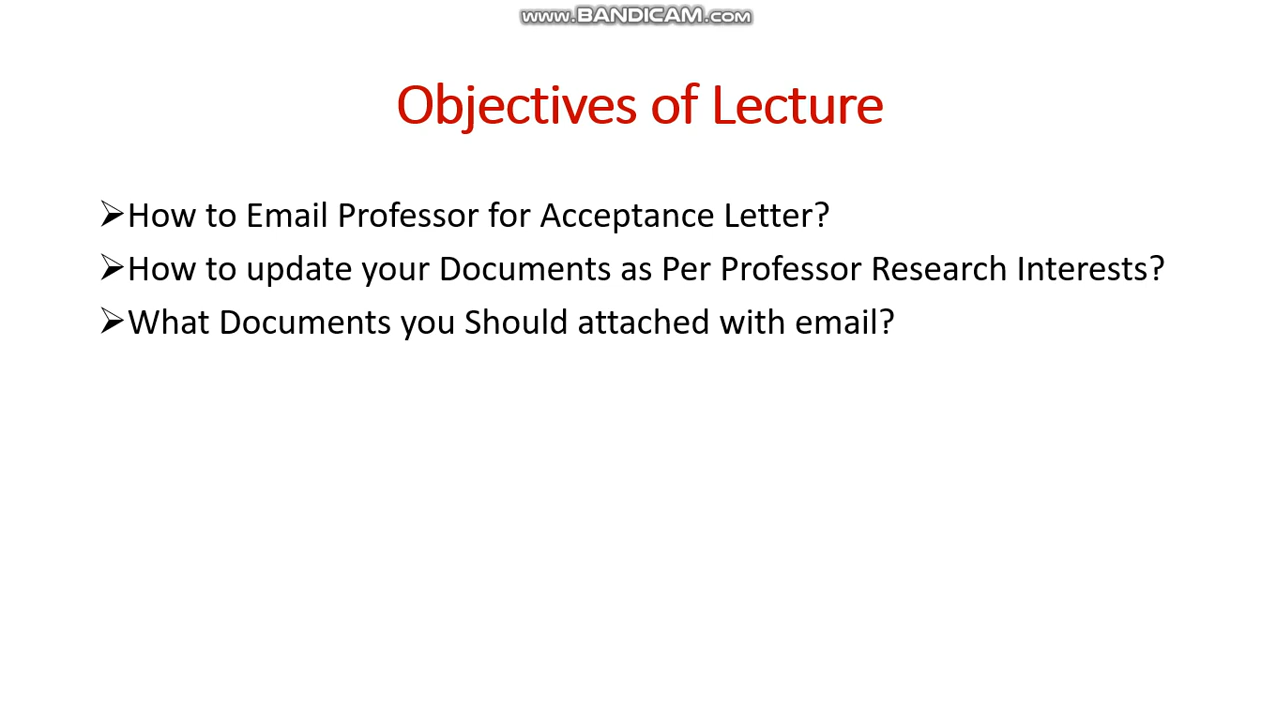 www.BANDICAM.com
Objectives of Lecture
➢How to Email Professor for Acceptance Letter?
➢How to update your Documents as Per Professor Research Interests?
➢What Documents you Should attached with email?